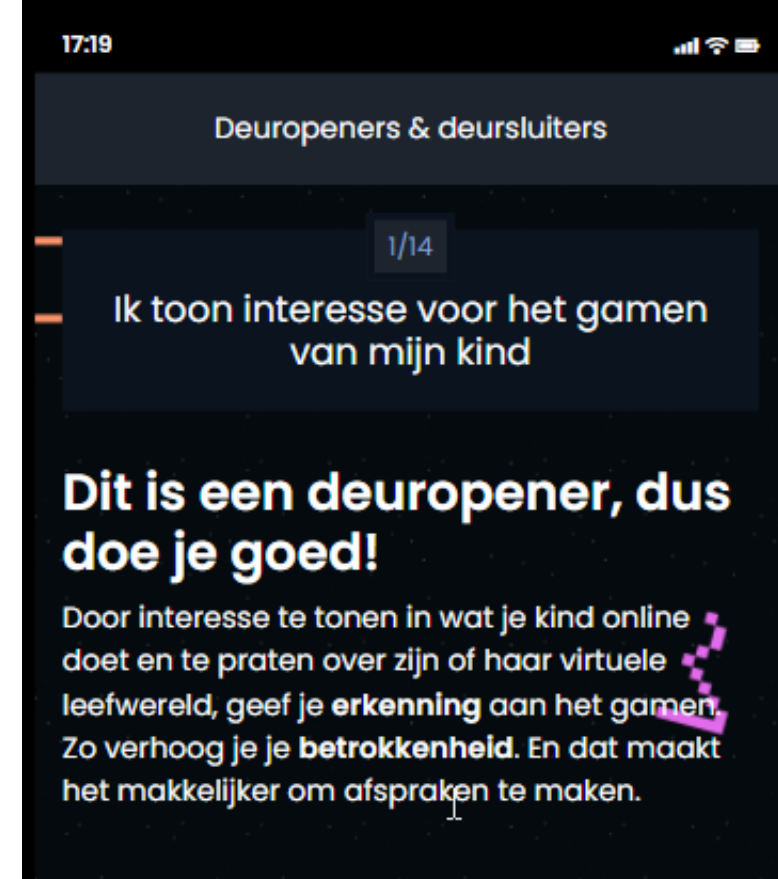 17:19
Deuropeners & deursluiters
1/14
Ik toon interesse voor het gamen
van mijn kind
Dit is een deuropener, dus
doe je goed!
Door interesse te tonen in wat je kind online
doet en te praten over zijn of haar virtuele
leefwereld, geef je erkenning aan het gamen.
Zo verhoog je je betrokkenheid. En dat maakt
het makkelijker om afspraken te maken.